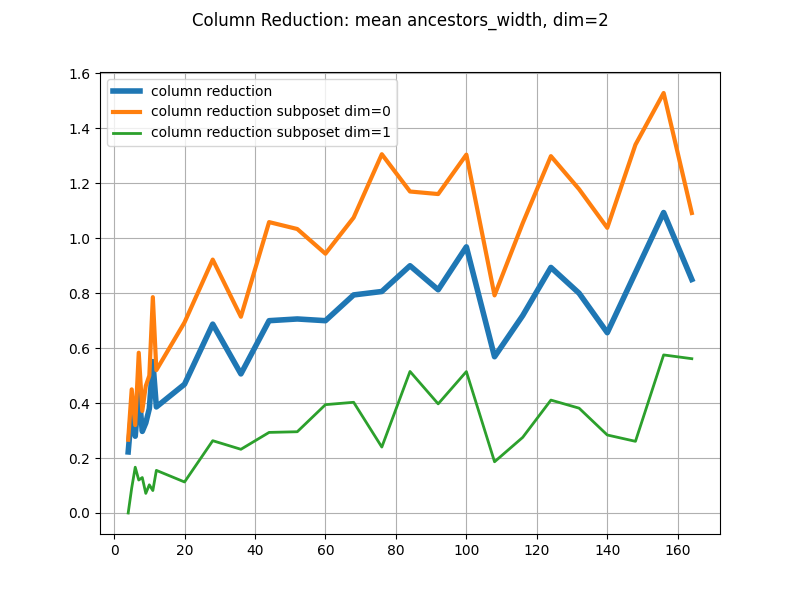 Column Reduction: mean ancestors_width, dim=2
column reduction
column reduction subposet dim=0
column reduction subposet dim=1
1.6
1.4
1.2
1.0
0.8
0.6
0.4
0.2
0.0
0 20 40 60 80 100 120 140 160